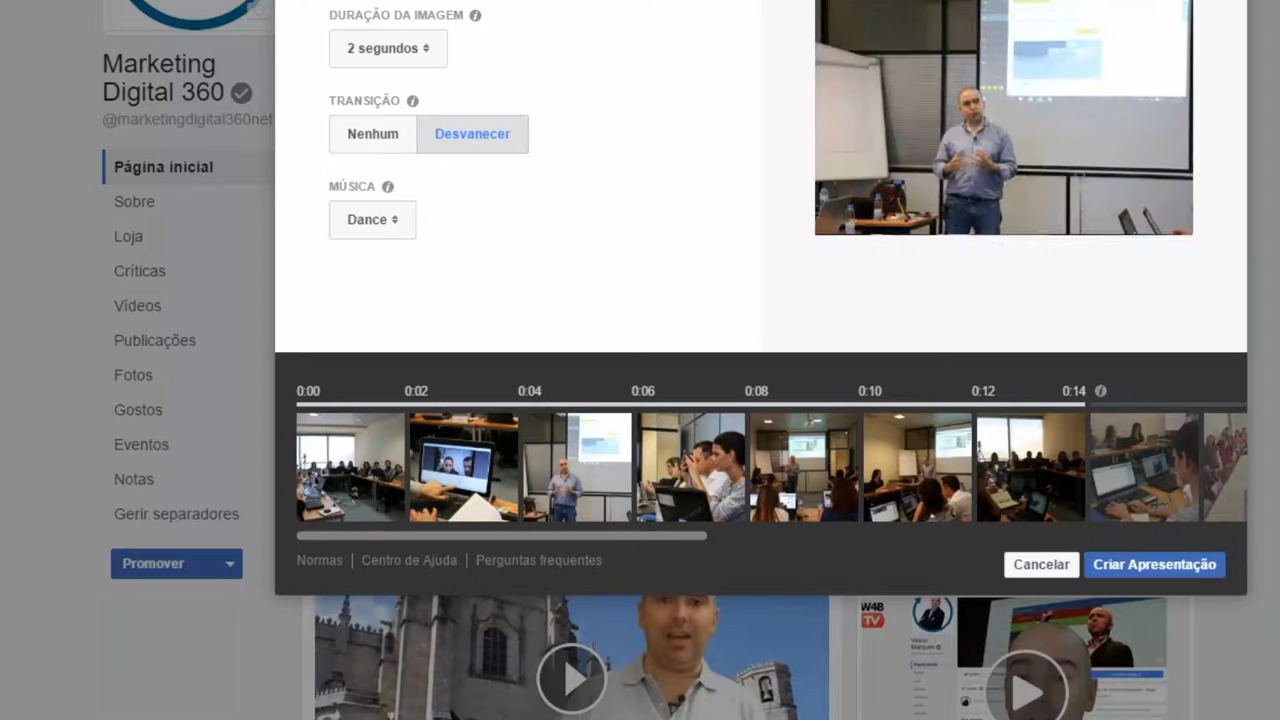 DURAÇÃO DA IMAGEM
2 segundos
TRANSIÇÃO
Nenhum
Desvanecer
MÚSICA
Dance
Marketing
Digital 360
@marketingdigital360net
Página inicial
Sobre
Loja
Críticas
Vídeos
Publicações
Fotos
Gostos
Eventos
Notas
Gerir separadores
Promover
0:00
0:02
0:04
0:06
0:08
0:10
0:12
0:14
Normas
Centro de Ajuda
Perguntas frequentes
Cancelar
Criar Apresentação
W4B
TV
Vasco
Marques